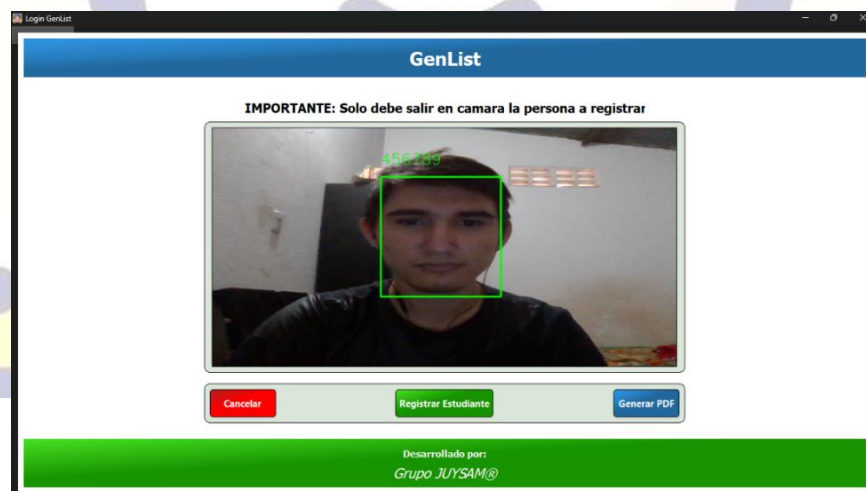 Login GenList
GenList
IMPORTANTE: Solo debe salir en camara la persona a registrar
456789
Cancelar
Registrar Estudiante
Generar PDF
Desarrollado por:
Grupo JUYSAM®